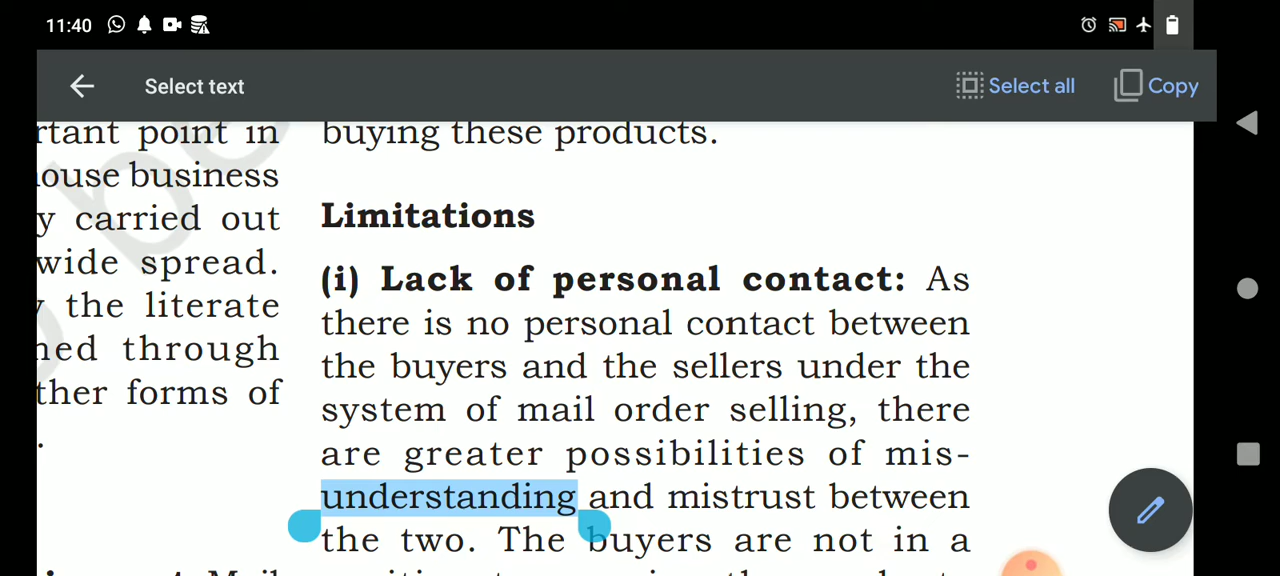 11:40
Select text
Select all
Copy
rtant point in
ouse business
y carried out
wide spread.
the literate
ned through
ther forms of
.
buying these products.
Limitations
(i) Lack of personal contact: As
there is no personal contact between
the buyers and the sellers under the
system of mail order selling, there
are greater possibilities of mis-
understanding and mistrust between
the two. The buyers are not in a